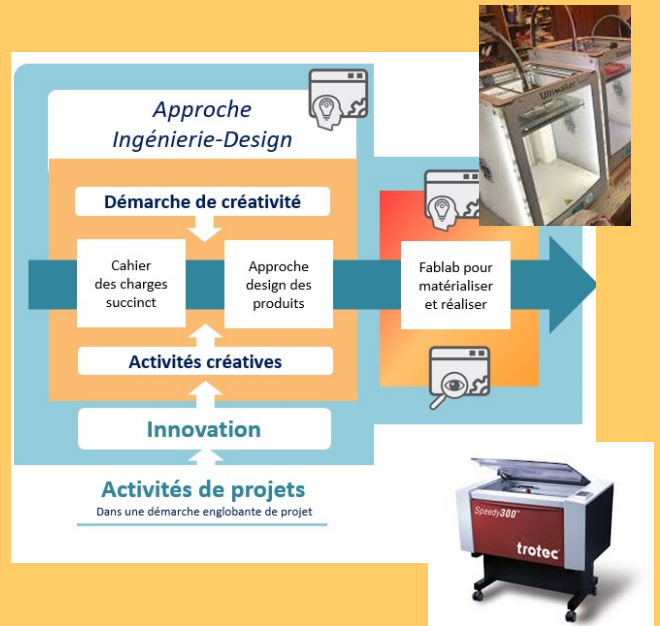 Approche
Ingénierie-Design
Démarche de créativité
Cahier
des charges
succinct
Approche
design des
produits
Fablab pour
matérialiser
et réaliser
Activités créatives
Innovation
Activités de projets
Dans une démarche englobante de projet
Ultimaker
Speedy300™
trotec